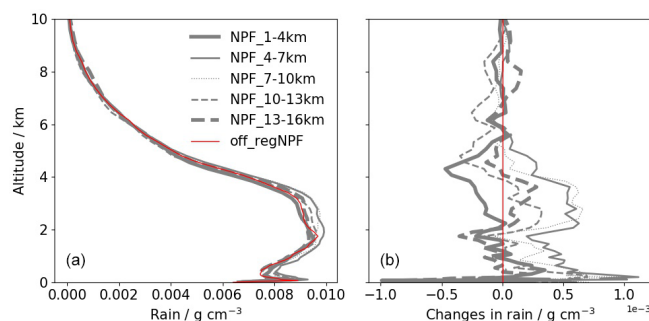 10
8
6
4
2
0
Altitude / km
NPF_1-4km
NPF_4-7km
NPF_7-10km
NPF_10-13km
NPF_13-16km
off_regNPF
(a)
0.000 0.002 0.004 0.006 0.008 0.010
Rain / g cm⁻³
(b)
−1.0 −0.5 0.0 0.5 1.0
1e−3
Changes in rain / g cm⁻³